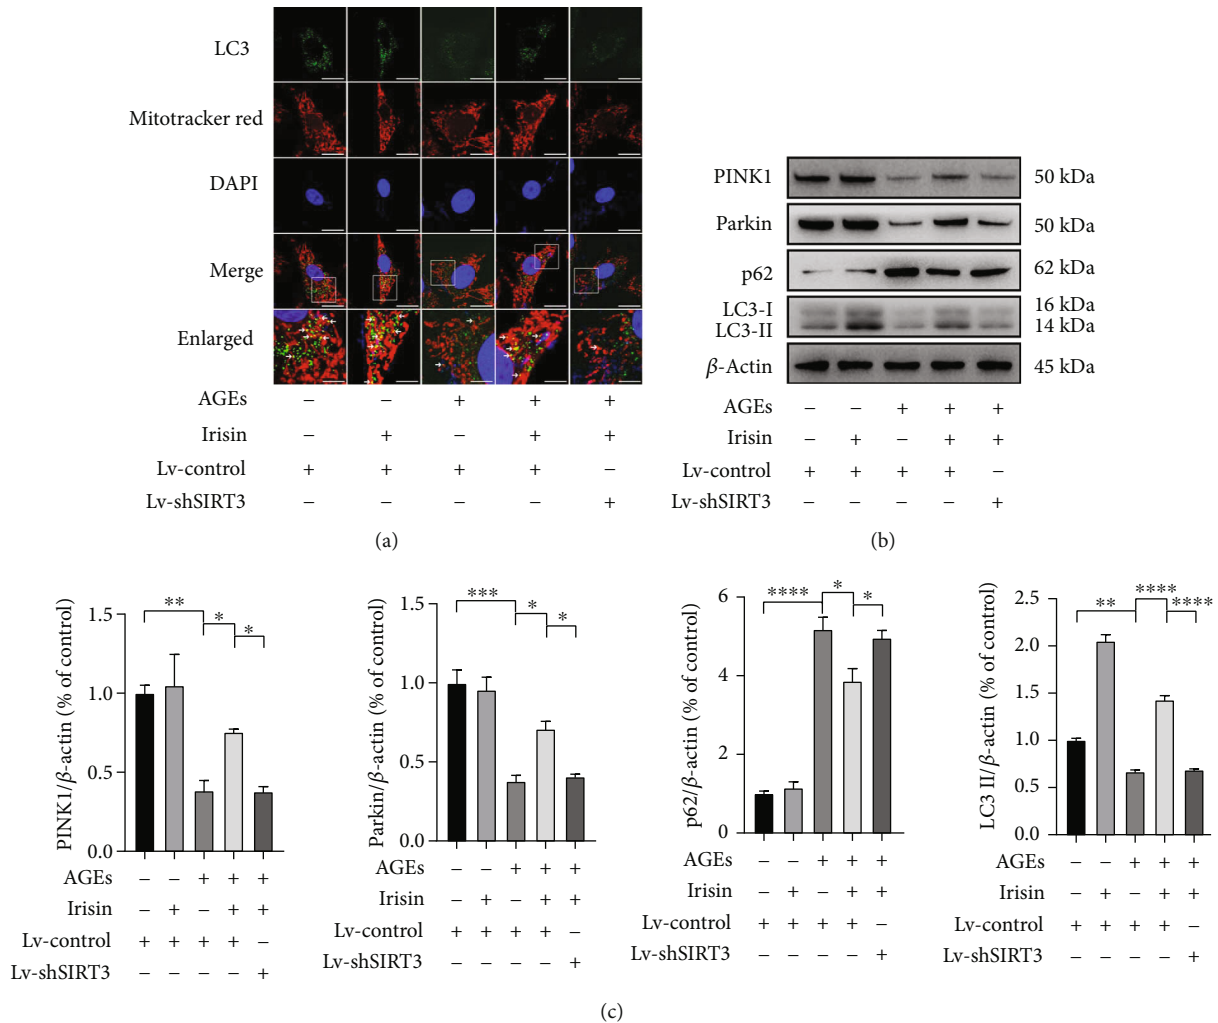 LC3
Mitotracker red
DAPI
Merge
Enlarged
AGEs – – + + +
Irisin – + – + +
Lv-control + + + + –
Lv-shSIRT3 – – – – +
(a)
PINK1 50 kDa
Parkin 50 kDa
p62 62 kDa
LC3-I 16 kDa
LC3-II 14 kDa
β-Actin 45 kDa
AGEs – – + + +
Irisin – + – + +
Lv-control + + + + –
Lv-shSIRT3 – – – – +
(b)
PINK1/β-actin (% of control)
1.5
1.0
0.5
0.0
** * *
AGEs – – + + +
Irisin – + – + +
Lv-control + + + + –
Lv-shSIRT3 – – – – +
Parkin/β-actin (% of control)
1.5
1.0
0.5
0.0
*** * *
AGEs – – + + +
Irisin – + – + +
Lv-control + + + + –
Lv-shSIRT3 – – – – +
p62/β-actin (% of control)
6
4
2
0
**** * *
AGEs – – + + +
Irisin – + – + +
Lv-control + + + + –
Lv-shSIRT3 – – – – +
LC3 II/β-actin (% of control)
2.5
2.0
1.5
1.0
0.5
0.0
** **** ****
AGEs – – + + +
Irisin – + – + +
Lv-control + + + + –
Lv-shSIRT3 – – – – +
(c)